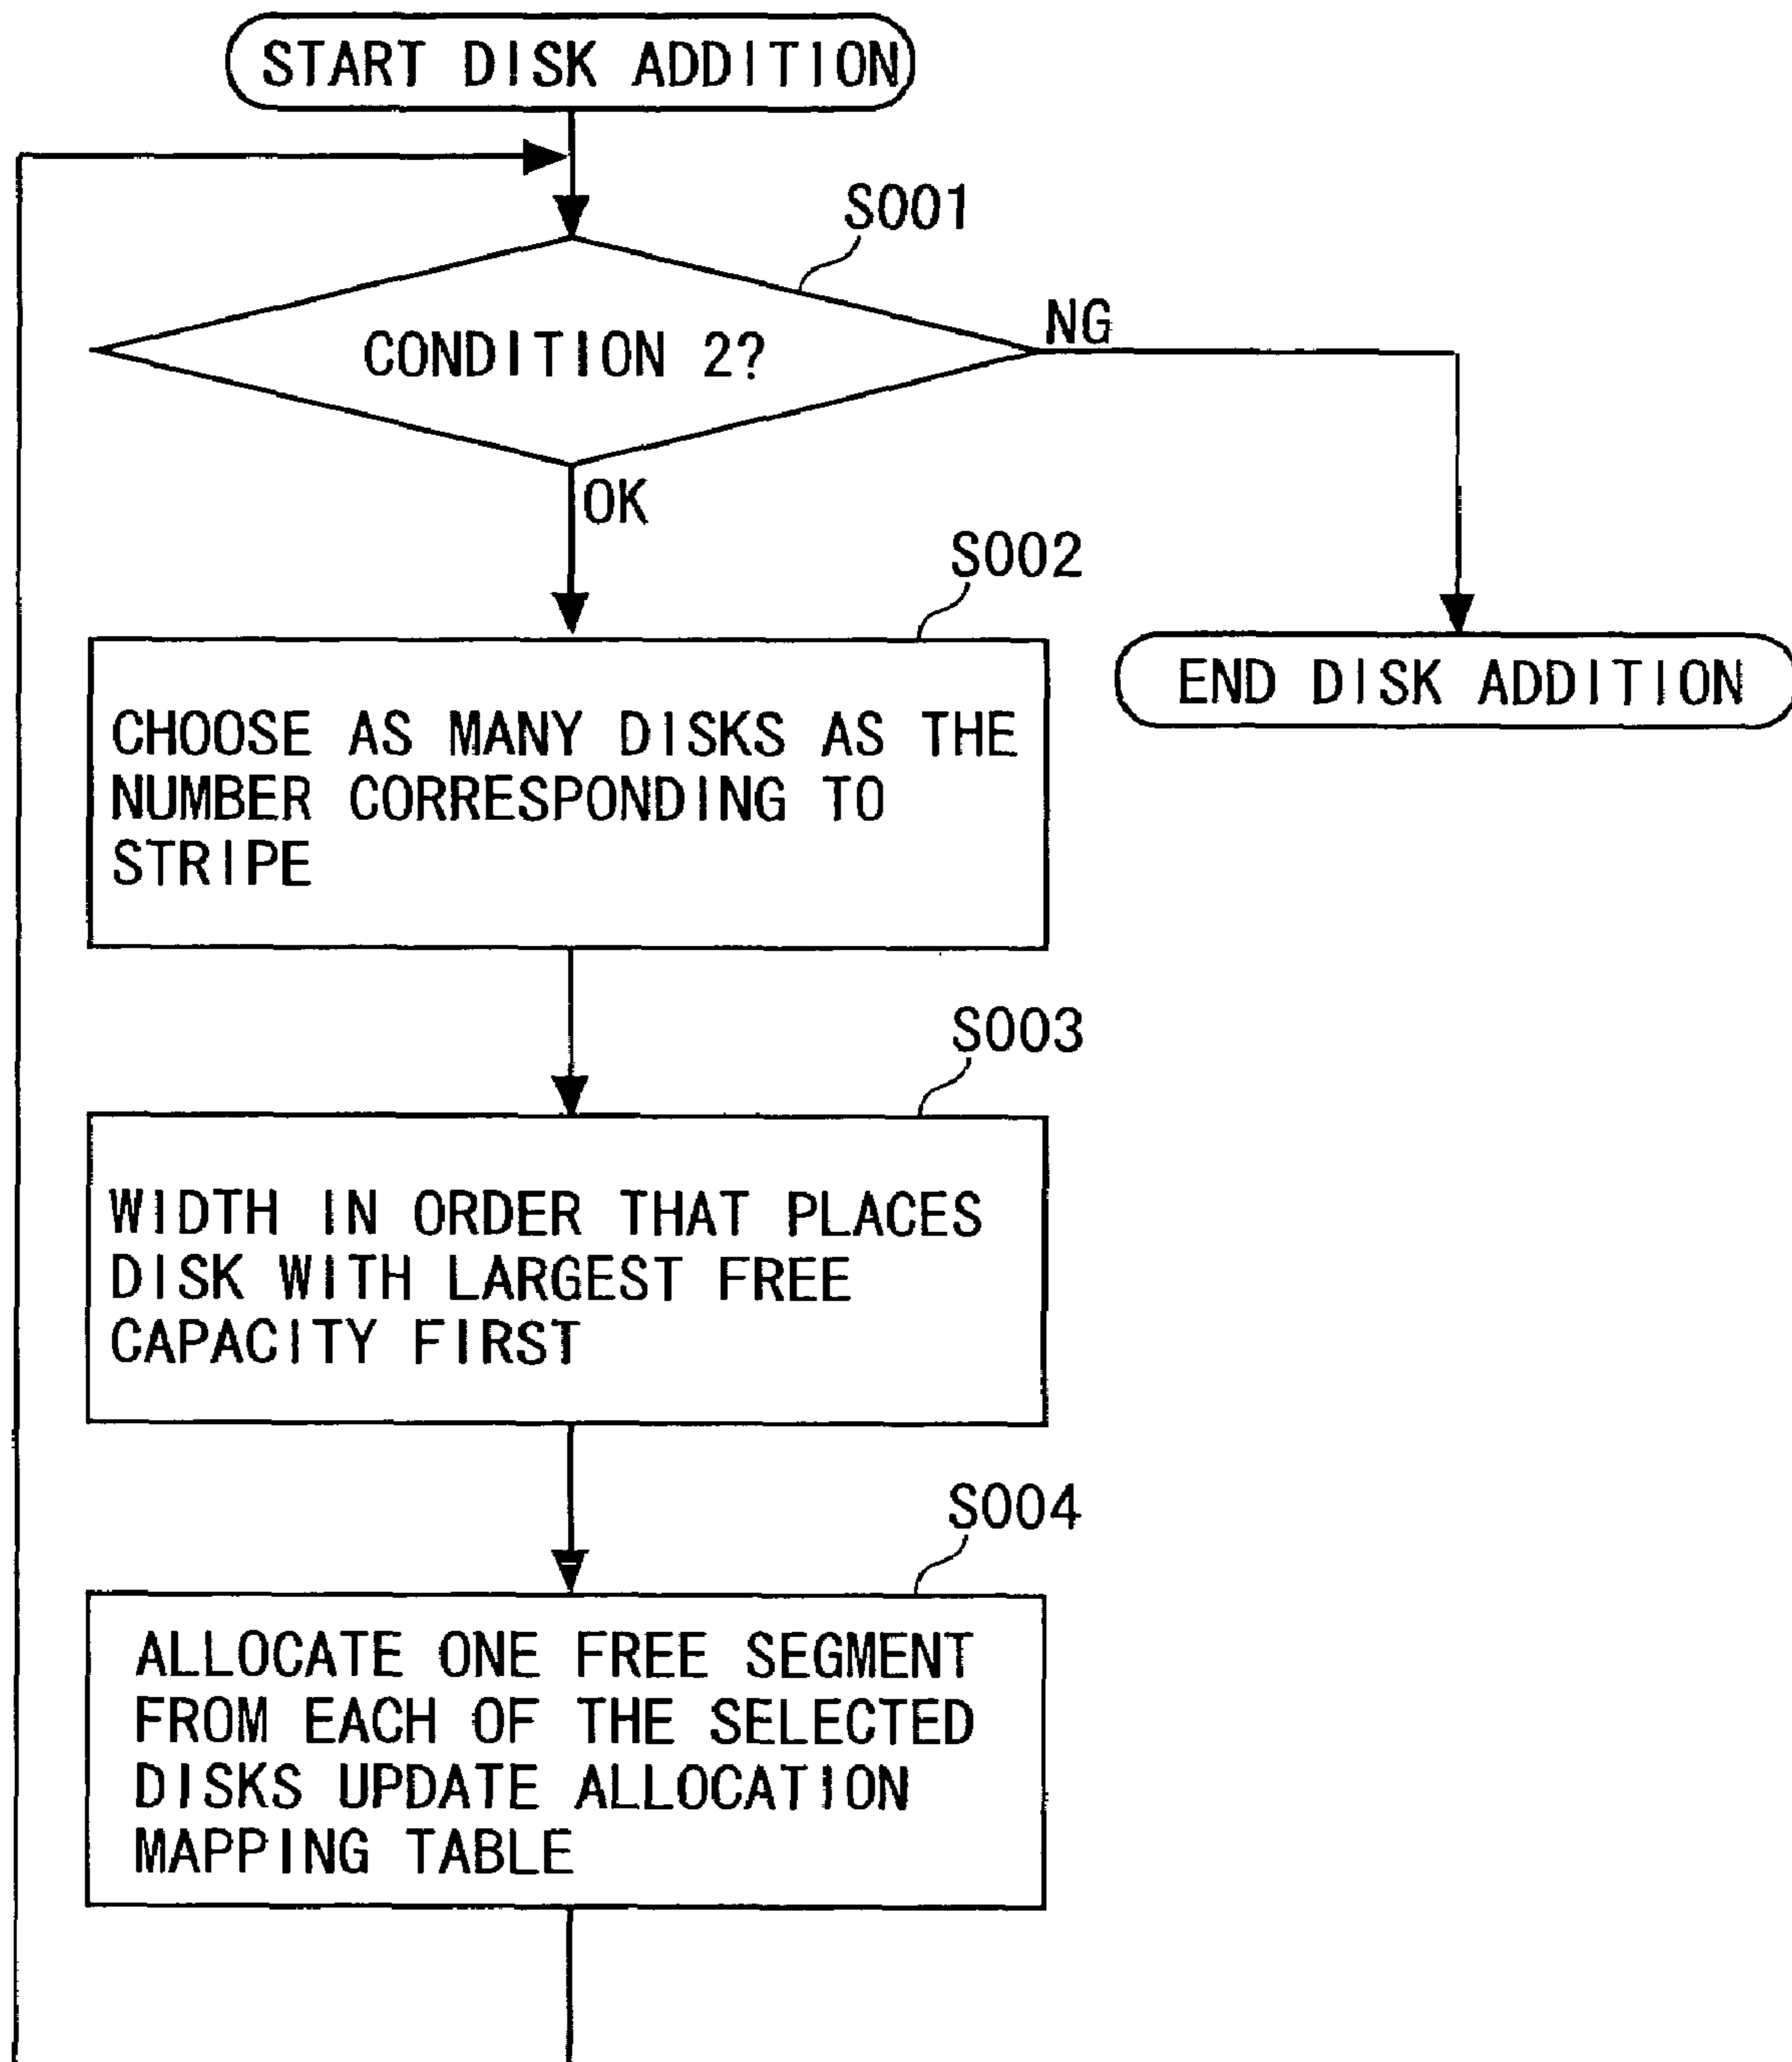 START DISK ADDITION
S001
CONDITION 2?
NG
OK
S002
CHOOSE AS MANY DISKS AS THE
NUMBER CORRESPONDING TO
STRIPE
END DISK ADDITION
S003
WIDTH IN ORDER THAT PLACES
DISK WITH LARGEST FREE
CAPACITY FIRST
S004
ALLOCATE ONE FREE SEGMENT
FROM EACH OF THE SELECTED
DISKS UPDATE ALLOCATION
MAPPING TABLE